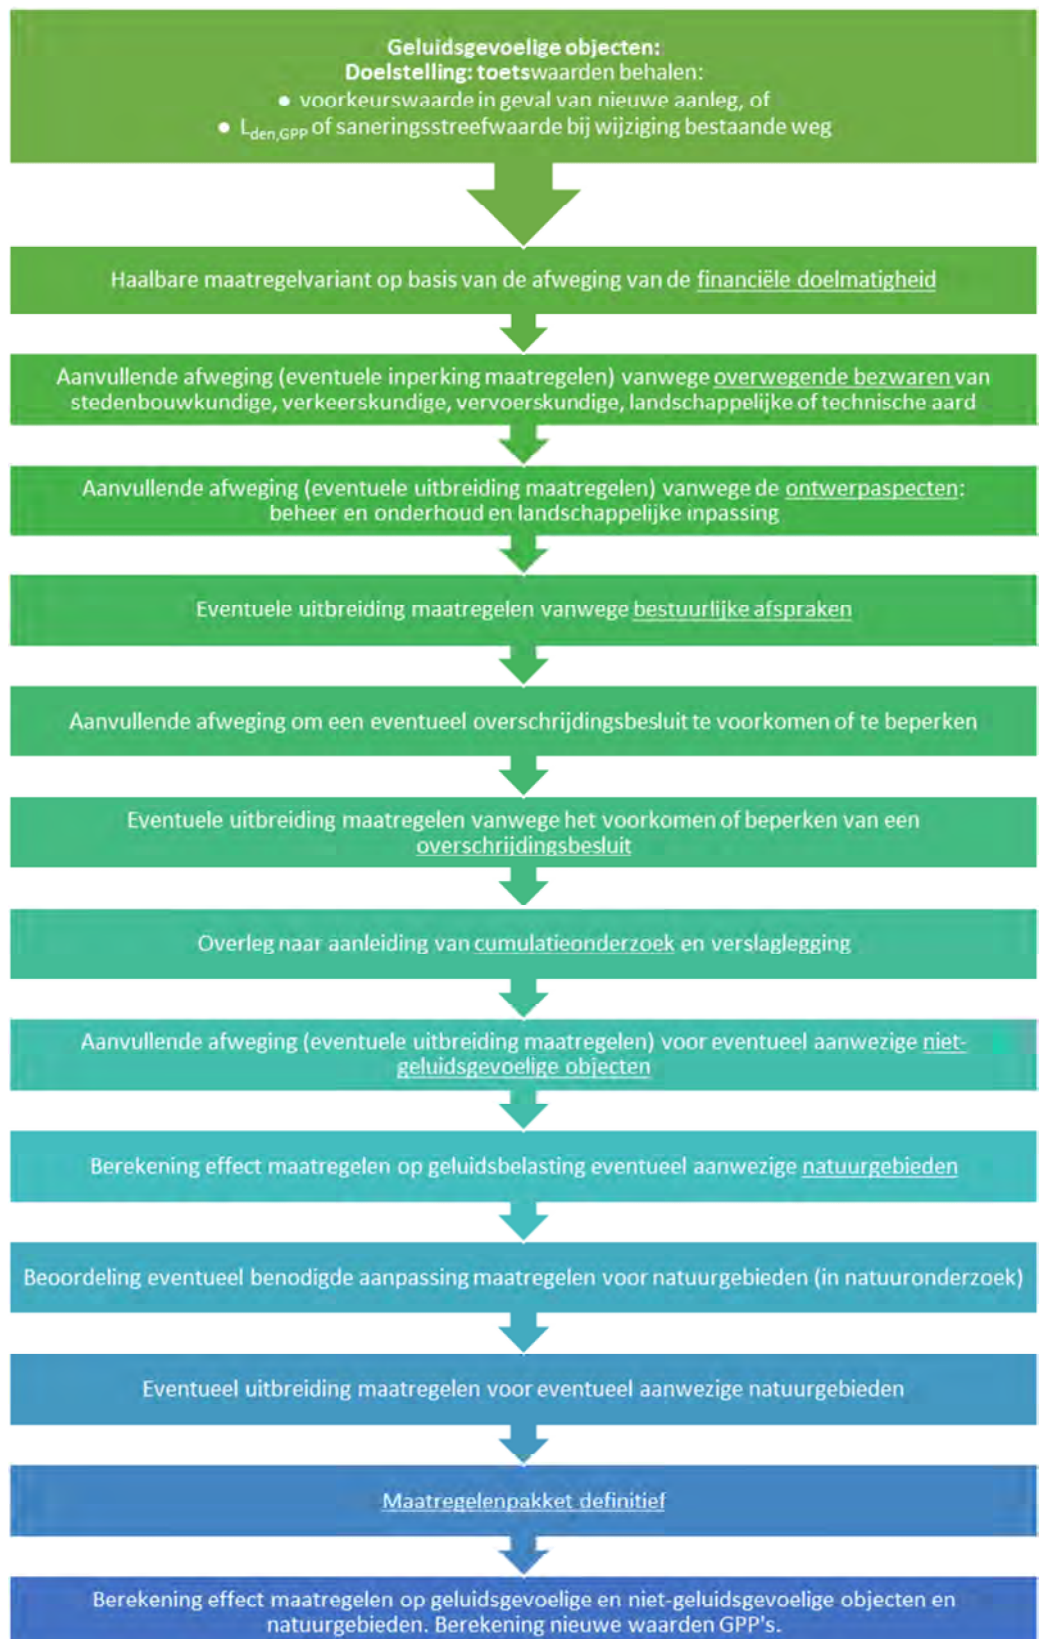 Geluidsgevoelige objecten:
Doelstelling: toetswaarden behalen:
● voorkeurswaarde in geval van nieuwe aanleg, of
● Lden,GPP of saneringsstreefwaarde bij wijziging bestaande weg
Haalbare maatregelvariant op basis van de afweging van de financiële doelmatigheid
Aanvullende afweging (eventuele inperking maatregelen) vanwege overwegende bezwaren van
stedenbouwkundige, verkeerskundige, vervoerskundige, landschappelijke of technische aard
Aanvullende afweging (eventuele uitbreiding maatregelen) vanwege de ontwerpaspecten:
beheer en onderhoud en landschappelijke inpassing
Eventuele uitbreiding maatregelen vanwege bestuurlijke afspraken
Aanvullende afweging om een eventueel overschrijdingsbesluit te voorkomen of te beperken
Eventuele uitbreiding maatregelen vanwege het voorkomen of beperken van een
overschrijdingsbesluit
Overleg naar aanleiding van cumulatieonderzoek en verslaglegging
Aanvullende afweging (eventuele uitbreiding maatregelen) voor eventueel aanwezige niet-
geluidsgevoelige objecten
Berekening effect maatregelen op geluidsbelasting eventueel aanwezige natuurgebieden
Beoordeling eventueel benodigde aanpassing maatregelen voor natuurgebieden (in natuuronderzoek)
Eventueel uitbreiding maatregelen voor eventueel aanwezige natuurgebieden
Maatregelenpakket definitief
Berekening effect maatregelen op geluidsgevoelige en niet-geluidsgevoelige objecten en
natuurgebieden. Berekening nieuwe waarden GPP's.